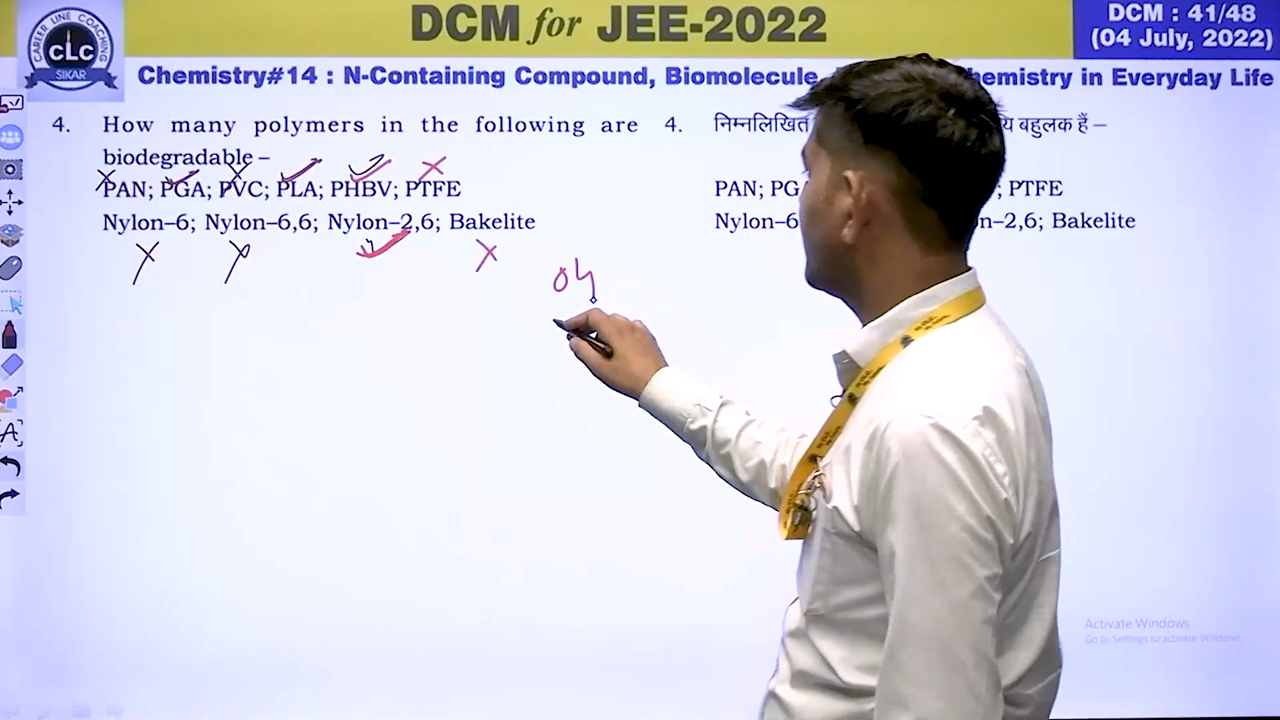 DCM for JEE-2022
DCM : 41/48
(04 July, 2022)
CAREER LINE COACHING
CLC
SIKAR
Chemistry#14 : N-Containing Compound, Biomolecule, hemistry in Everyday Life
4. How many polymers in the following are
biodegradable –
PAN; PGA; PVC; PLA; PHBV; PTFE
Nylon–6; Nylon–6,6; Nylon–2,6; Bakelite
04
4. निम्नलिखित य बहुलक हैं –
PAN; PG ; PTFE
Nylon–6 n–2,6; Bakelite
Activate Windows
Go to Settings to activate Windows.